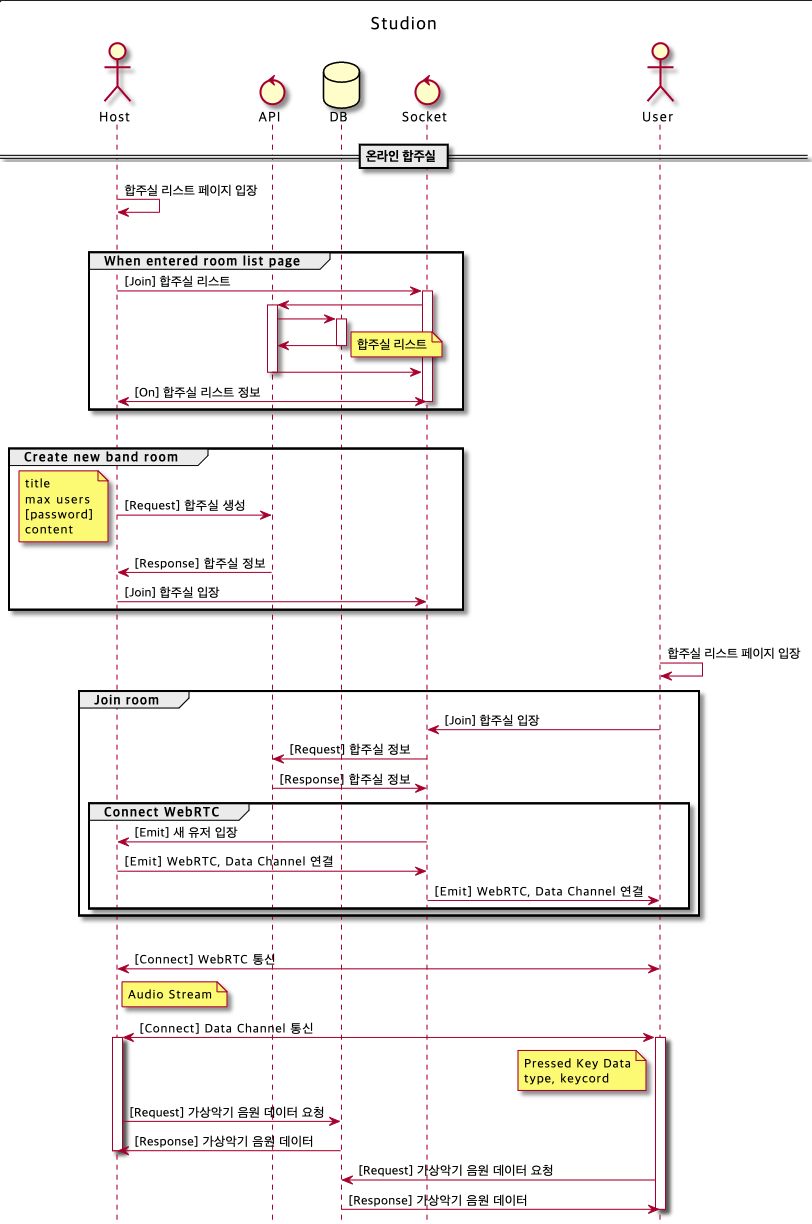 Studion
Host
API
DB
Socket
User
온라인 합주실
합주실 리스트 페이지 입장
When entered room list page
[Join] 합주실 리스트
합주실 리스트
[On] 합주실 리스트 정보
Create new band room
title
max users
[password]
content
[Request] 합주실 생성
[Response] 합주실 정보
[Join] 합주실 입장
합주실 리스트 페이지 입장
Join room
[Join] 합주실 입장
[Request] 합주실 정보
[Response] 합주실 정보
Connect WebRTC
[Emit] 새 유저 입장
[Emit] WebRTC, Data Channel 연결
[Emit] WebRTC, Data Channel 연결
[Connect] WebRTC 통신
Audio Stream
[Connect] Data Channel 통신
Pressed Key Data
type, keycord
[Request] 가상악기 음원 데이터 요청
[Response] 가상악기 음원 데이터
[Request] 가상악기 음원 데이터 요청
[Response] 가상악기 음원 데이터